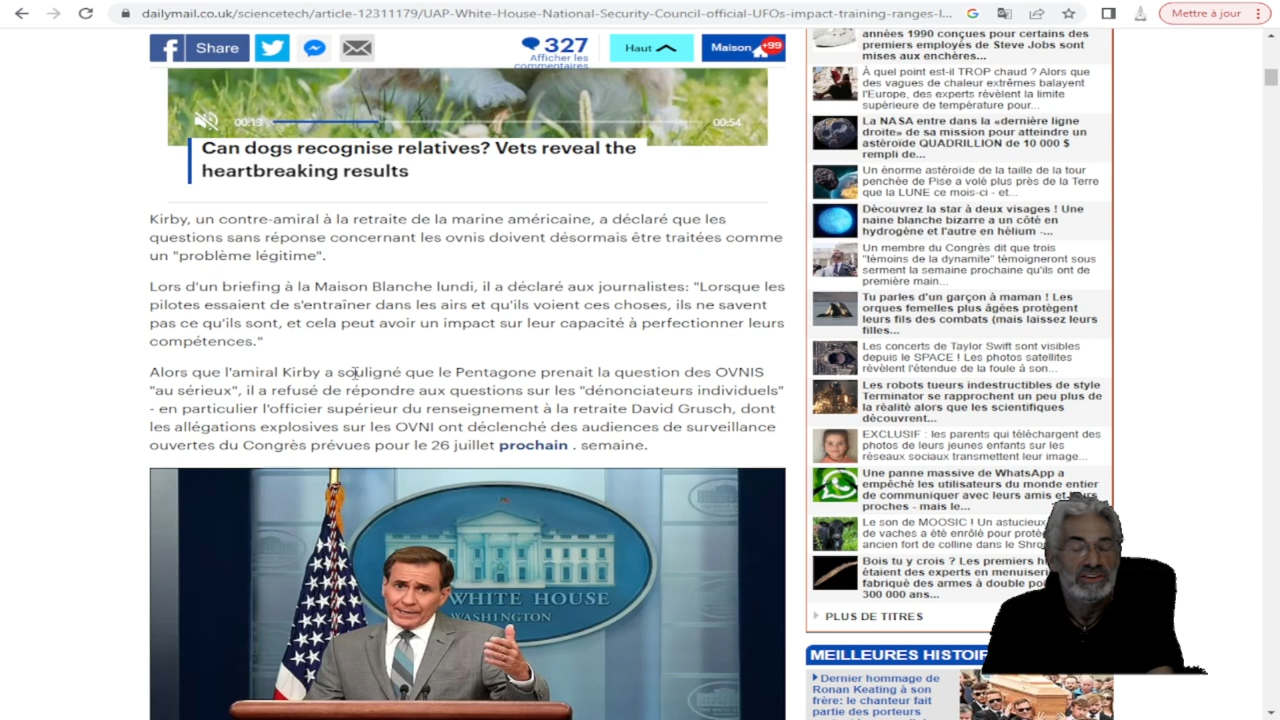 dailymail.co.uk/sciencetech/article-12311179/UAP-White-House-National-Security-Council-official-UFOs-impact-training-ranges-l...
Mettre à jour
Share
327
Afficher les
commentaires
Haut
Maison
+99
00:13
00:54
Can dogs recognise relatives? Vets reveal the
heartbreaking results
Kirby, un contre-amiral à la retraite de la marine américaine, a déclaré que les
questions sans réponse concernant les ovnis doivent désormais être traitées comme
un "problème légitime".
Lors d'un briefing à la Maison Blanche lundi, il a déclaré aux journalistes: "Lorsque les
pilotes essaient de s'entraîner dans les airs et qu'ils voient ces choses, ils ne savent
pas ce qu'ils sont, et cela peut avoir un impact sur leur capacité à perfectionner leurs
compétences."
Alors que l'amiral Kirby a souligné que le Pentagone prenait la question des OVNIS
"au sérieux", il a refusé de répondre aux questions sur les "dénonciateurs individuels"
- en particulier l'officier supérieur du renseignement à la retraite David Grusch, dont
les allégations explosives sur les OVNI ont déclenché des audiences de surveillance
ouvertes du Congrès prévues pour le 26 juillet prochain . semaine.
WHITE HOUSE
WASHINGTON
années 1990 conçues pour certains des
premiers employés de Steve Jobs sont
mises aux enchères...
À quel point est-il TROP chaud ? Alors que
des vagues de chaleur extrêmes balayent
l'Europe, des experts révèlent la limite
supérieure de température pour...
La NASA entre dans la «dernière ligne
droite» de sa mission pour atteindre un
astéroïde QUADRILLION de 10 000 $
rempli de...
Un énorme astéroïde de la taille de la tour
penchée de Pise a volé plus près de la Terre
que la LUNE ce mois-ci - et...
Découvrez la star à deux visages ! Une
naine blanche bizarre a un côté en
hydrogène et l'autre en hélium -...
Un membre du Congrès dit que trois
"témoins de la dynamite" témoigneront sous
serment la semaine prochaine qu'ils ont de
première main...
Tu parles d'un garçon à maman ! Les
orques femelles plus âgées protègent
leurs fils des combats (mais laissez leurs
filles...
Les concerts de Taylor Swift sont visibles
depuis le SPACE ! Les photos satellites
révèlent l'étendue de la foule à son...
Les robots tueurs indestructibles de style
Terminator se rapprochent un peu plus de
la réalité alors que les scientifiques
découvrent...
EXCLUSIF : les parents qui téléchargent des
photos de leurs jeunes enfants sur les
réseaux sociaux transmettent leur image...
Une panne massive de WhatsApp a
empêché les utilisateurs du monde entier
de communiquer avec leurs amis et leurs
proches - mais le...
Le son de MOOSIC ! Un astucieux
de vaches a été enrôlé pour
ancien fort de colline dans le
Bois tu y crois ? Les premiers
étaient des experts en
fabriqué des armes à double
300 000 ans...
PLUS DE TITRES
MEILLEURES
Dernier hommage de
Ronan Keating à son
frère: le chanteur fait
partie des porteurs